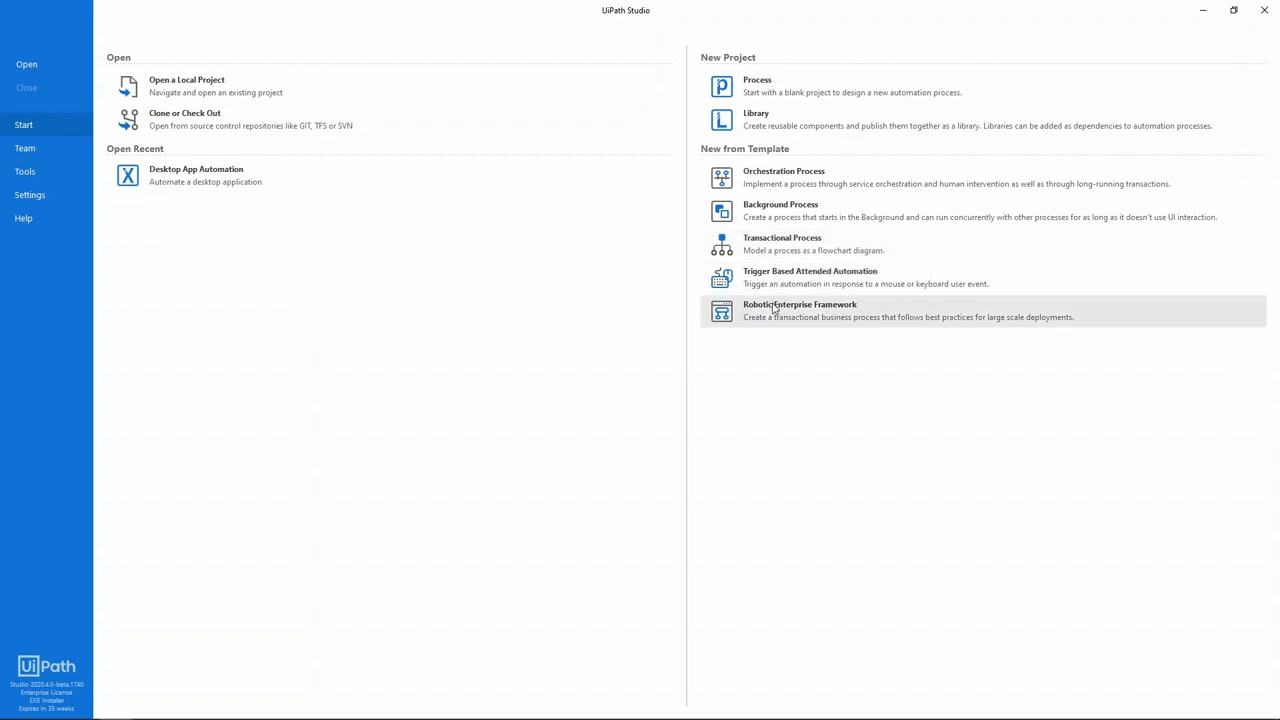 UiPath Studio
Open
Close
Start
Team
Tools
Settings
Help
Open
Open a Local Project
Navigate and open an existing project
Clone or Check Out
Open from source control repositories like GIT, TFS or SVN
Open Recent
Desktop App Automation
Automate a desktop application
New Project
Process
Start with a blank project to design a new automation process.
Library
Create reusable components and publish them together as a library. Libraries can be added as dependencies to automation processes.
New from Template
Orchestration Process
Implement a process through service orchestration and human intervention as well as through long-running transactions.
Background Process
Create a process that starts in the Background and can run concurrently with other processes for as long as it doesn't use UI interaction.
Transactional Process
Model a process as a flowchart diagram.
Trigger Based Attended Automation
Trigger an automation in response to a mouse or keyboard user event.
Robotic Enterprise Framework
Create a transactional business process that follows best practices for large scale deployments.
UiPath
Studio 2020.4.0-beta.1740
Enterprise License
EXE Installer
Expires in 35 weeks